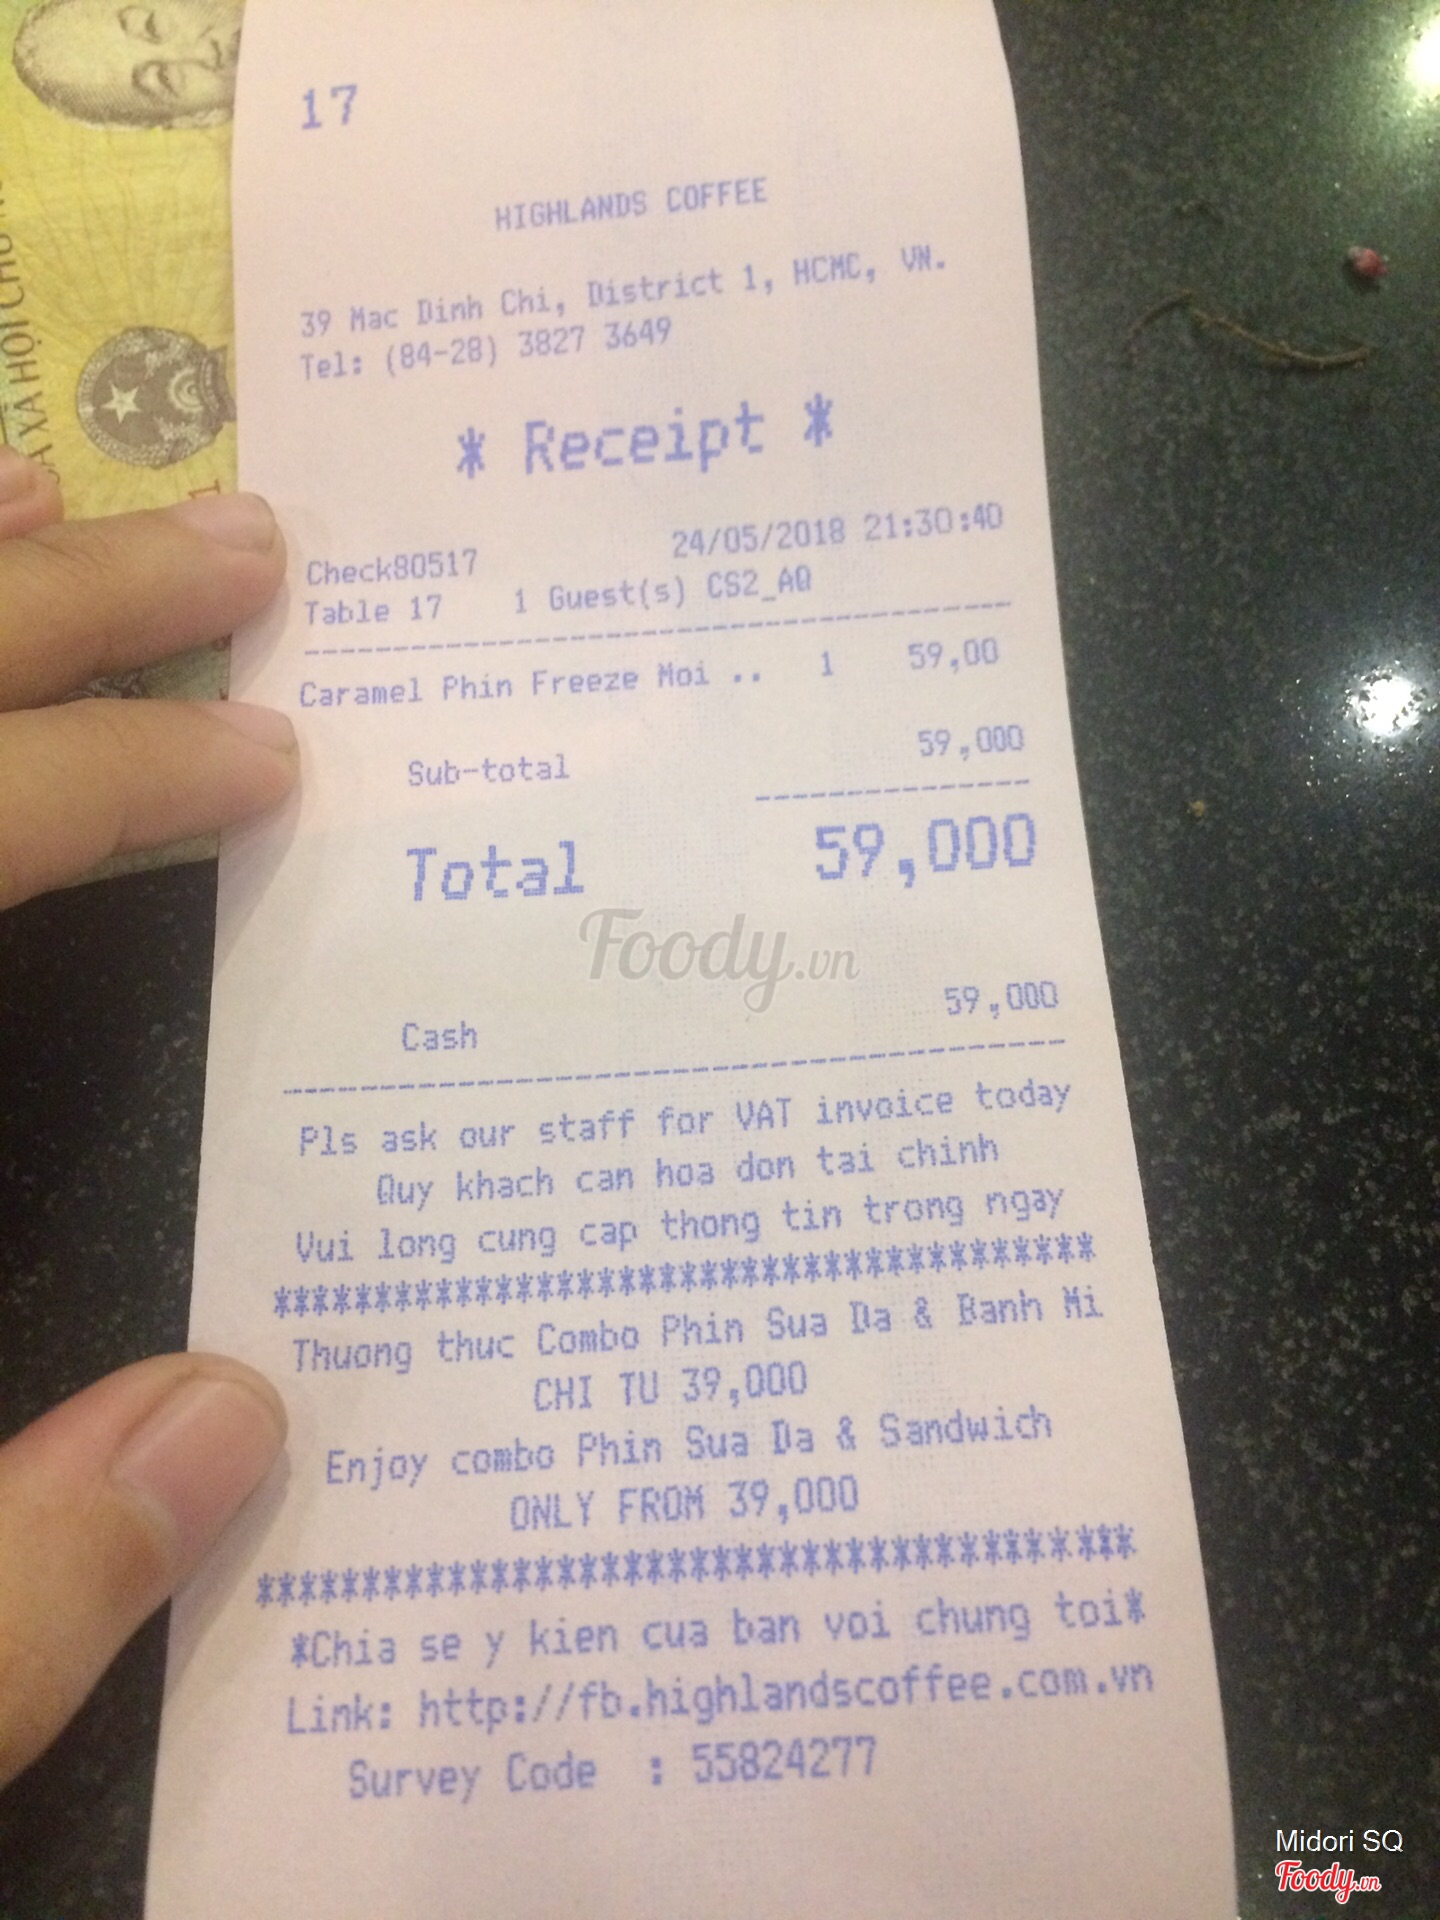 17
HIGHLANDS COFFEE
39 Mac Dinh Chi, District 1, HCMC, VN.
Tel: (84-28) 3827 3649
* Receipt *
Check80517 24/05/2018 21:30:40
Table 17 1 Guest(s) CS2_AQ
Caramel Phin Freeze Moi .. 1 59,00
Sub-total 59,000
Total 59,000
Foody.vn
Cash 59,000
Pls ask our staff for VAT invoice today
Quy khach can hoa don tai chinh
Vui long cung cap thong tin trong ngay
****************************************
Thuong thuc Combo Phin Sua Da & Banh Mi
CHI TU 39,000
Enjoy combo Phin Sua Da & Sandwich
ONLY FROM 39,000
****************************************
*Chia se y kien cua ban voi chung toi*
Link: http://fb.highlandscoffee.com.vn
Survey Code : 55824277
XÃ HỘI CHỦ
Midori SQ
Foody.vn